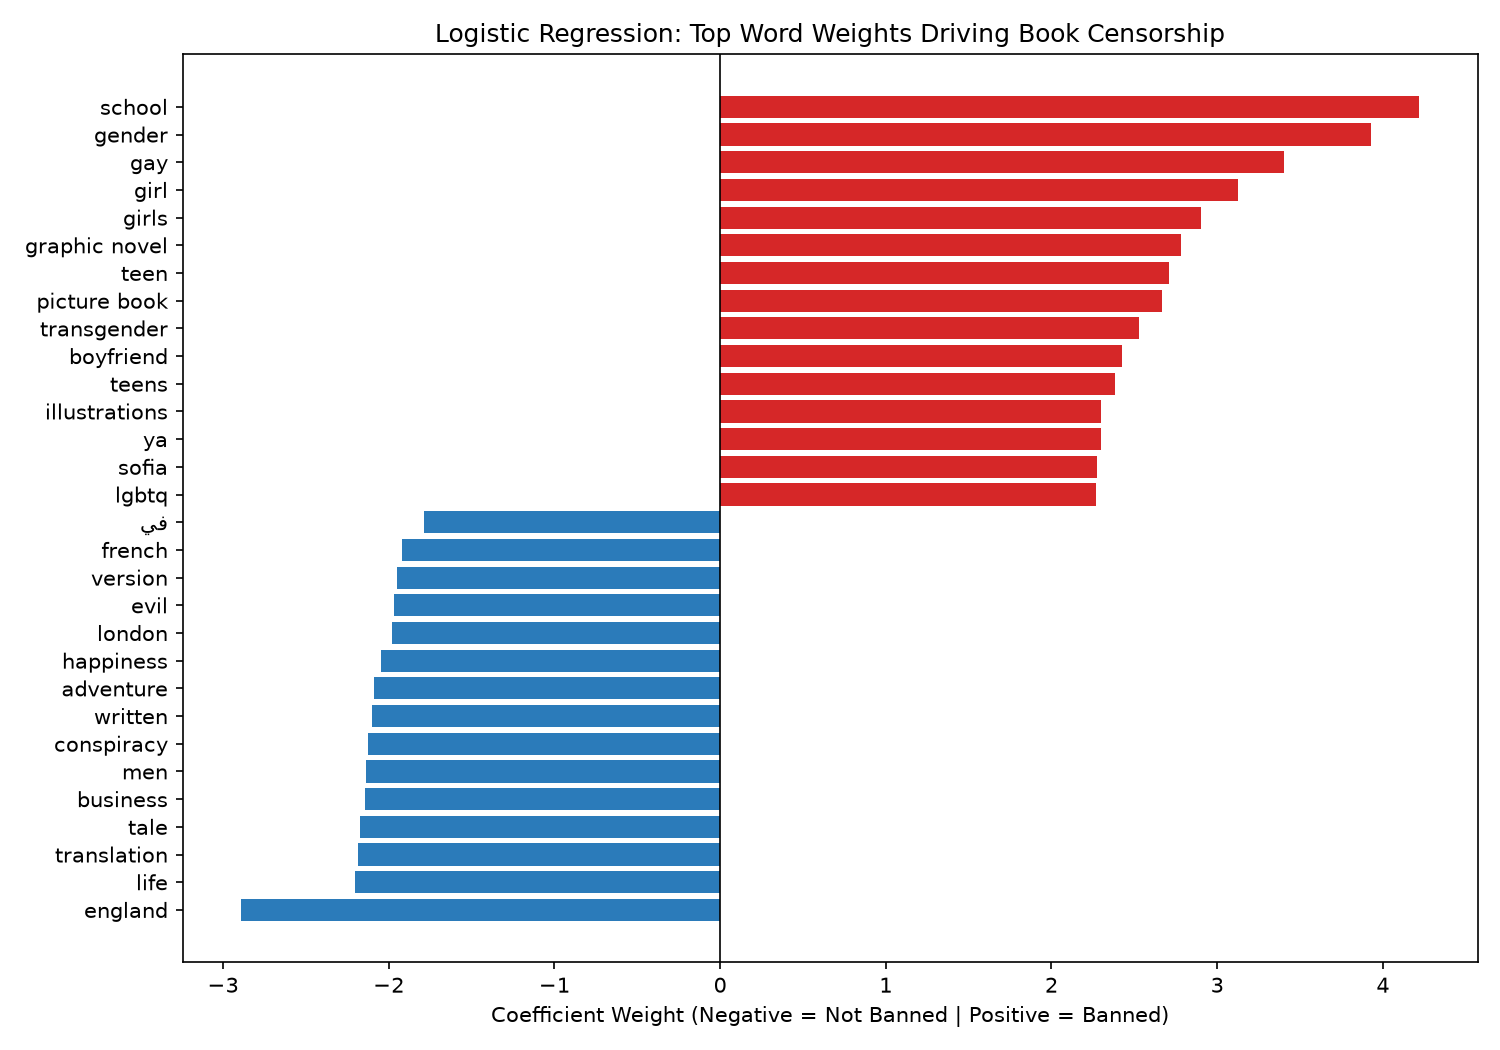 Logistic Regression: Top Word Weights Driving Book Censorship
school
gender
gay
girl
girls
graphic novel
teen
picture book
transgender
boyfriend
teens
illustrations
ya
sofia
lgbtq
في
french
version
evil
london
happiness
adventure
written
conspiracy
men
business
tale
translation
life
england
−3 −2 −1 0 1 2 3 4
Coefficient Weight (Negative = Not Banned | Positive = Banned)